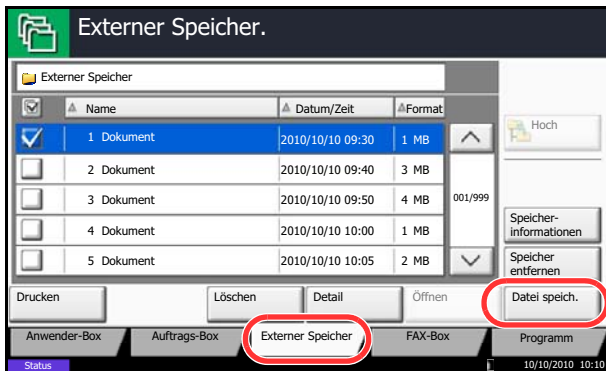 Externer Speicher.
Externer Speicher
Name Datum/Zeit Format
1 Dokument 2010/10/10 09:30 1 MB
2 Dokument 2010/10/10 09:40 3 MB
3 Dokument 2010/10/10 09:50 4 MB
4 Dokument 2010/10/10 10:00 1 MB
5 Dokument 2010/10/10 10:05 2 MB
001/999
Hoch
Speicher-
informationen
Speicher
entfernen
Drucken Löschen Detail Öffnen Datei speich.
Anwender-Box Auftrags-Box Externer Speicher FAX-Box Programm
Status 10/10/2010 10:10